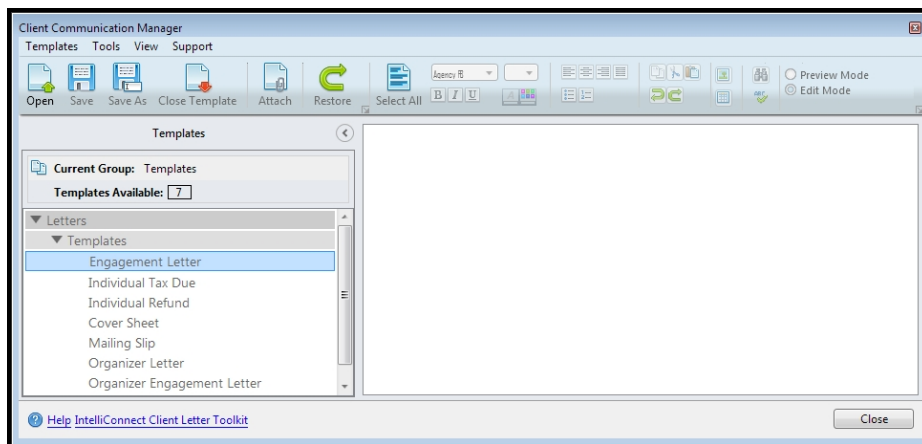 Client Communication Manager
Templates Tools View Support
Open Save Save As Close Template Attach Restore Select All
Agency FB
B I U
A
ABC
Preview Mode
Edit Mode
Templates
Current Group: Templates
Templates Available: 7
Letters
Templates
Engagement Letter
Individual Tax Due
Individual Refund
Cover Sheet
Mailing Slip
Organizer Letter
Organizer Engagement Letter
? Help IntelliConnect Client Letter Toolkit
Close